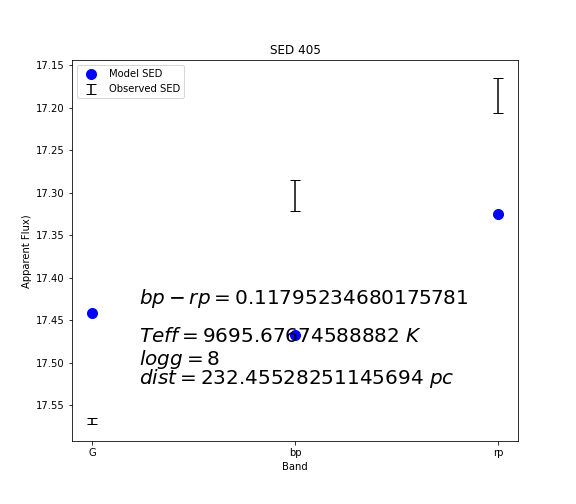 SED 405
Model SED
Observed SED
17.15
17.20
17.25
17.30
17.35
17.40
17.45
17.50
17.55
Apparent Flux)
bp − rp = 0.11795234680175781
Teff = 9695.67674588882 K
logg = 8
dist = 232.45528251145694 pc
G
bp
rp
Band